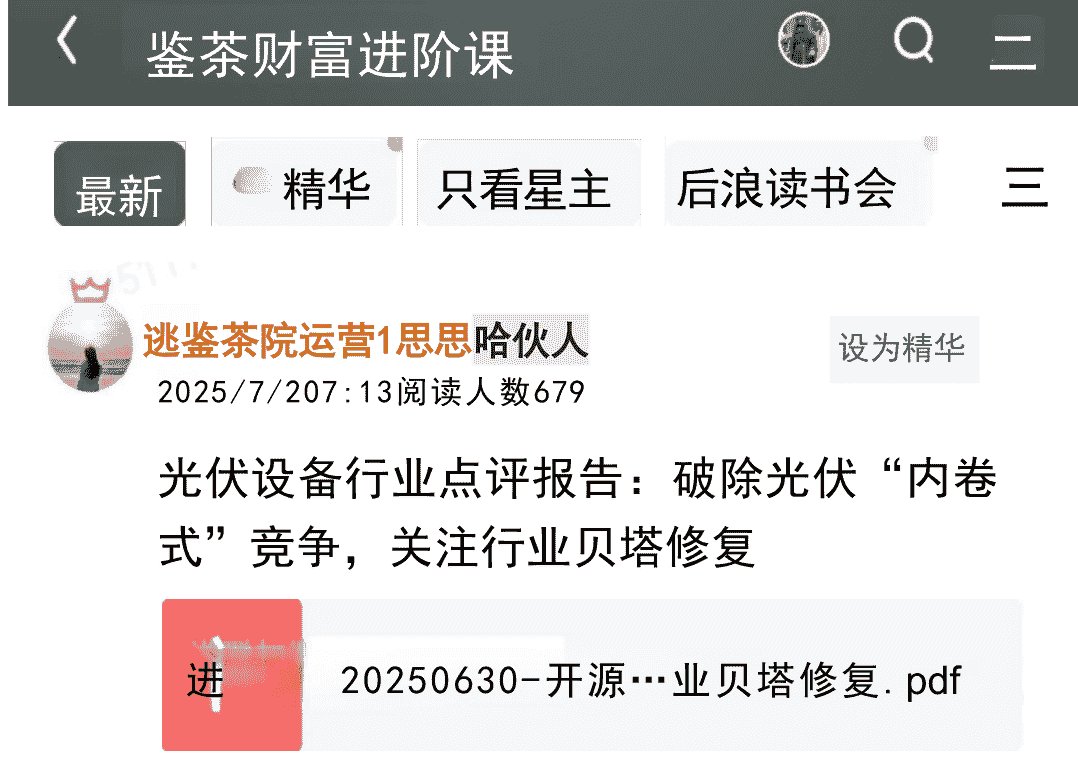 鉴茶财富进阶课
最新 精华 只看星主 后浪读书会
逃鉴茶院运营1思思哈伙人
设为精华
2025/7/207:13阅读人数679
光伏设备行业点评报告：破除光伏“内卷
式”竞争，关注行业贝塔修复
进 20250630-开源…业贝塔修复.pdf